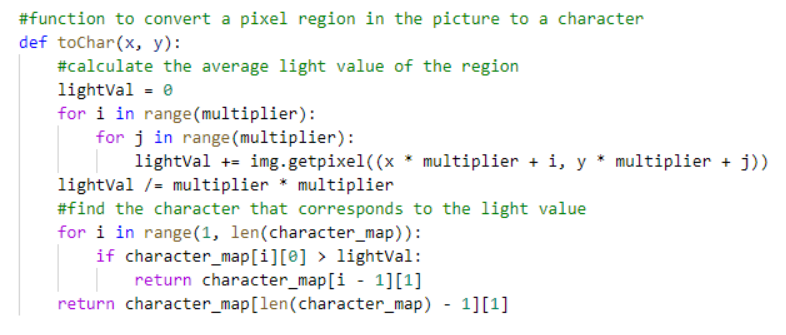 #function to convert a pixel region in the picture to a character
def toChar(x, y):
    #calculate the average light value of the region
    lightVal = 0
    for i in range(multiplier):
        for j in range(multiplier):
            lightVal += img.getpixel((x * multiplier + i, y * multiplier + j))
    lightVal /= multiplier * multiplier
    #find the character that corresponds to the light value
    for i in range(1, len(character_map)):
        if character_map[i][0] > lightVal:
            return character_map[i - 1][1]
    return character_map[len(character_map) - 1][1]